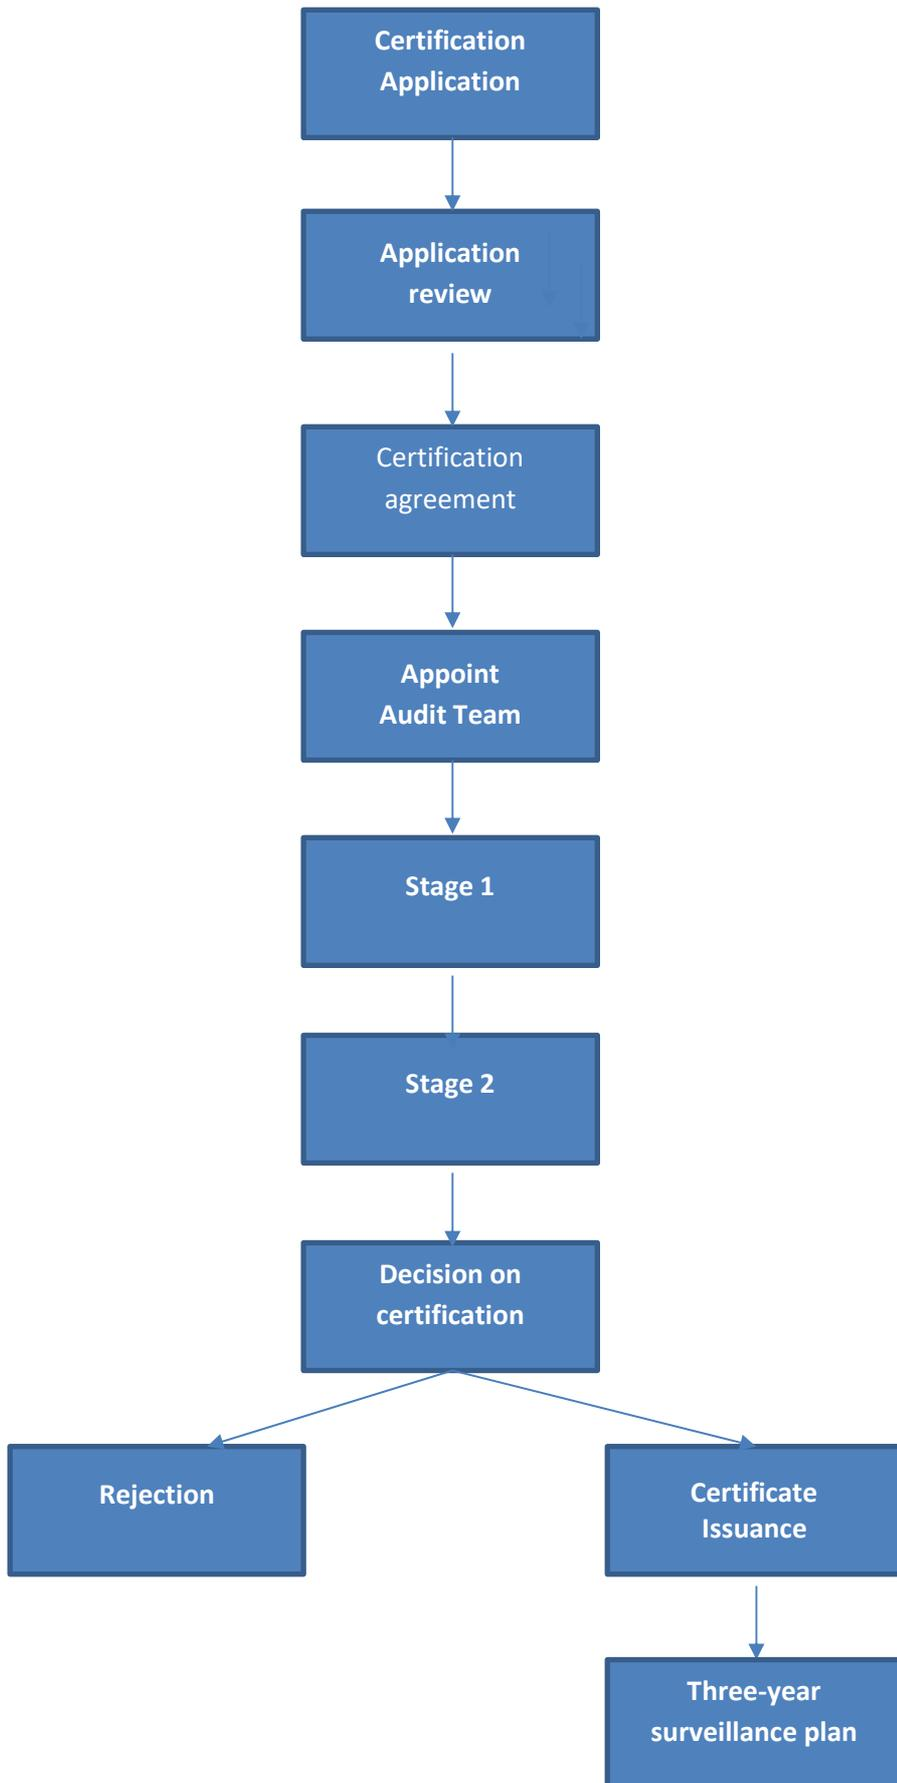 Certification
Application
Application
review
Certification
agreement
Appoint
Audit Team
Stage 1
Stage 2
Decision on
certification
Rejection
Certificate
Issuance
Three-year
surveillance plan